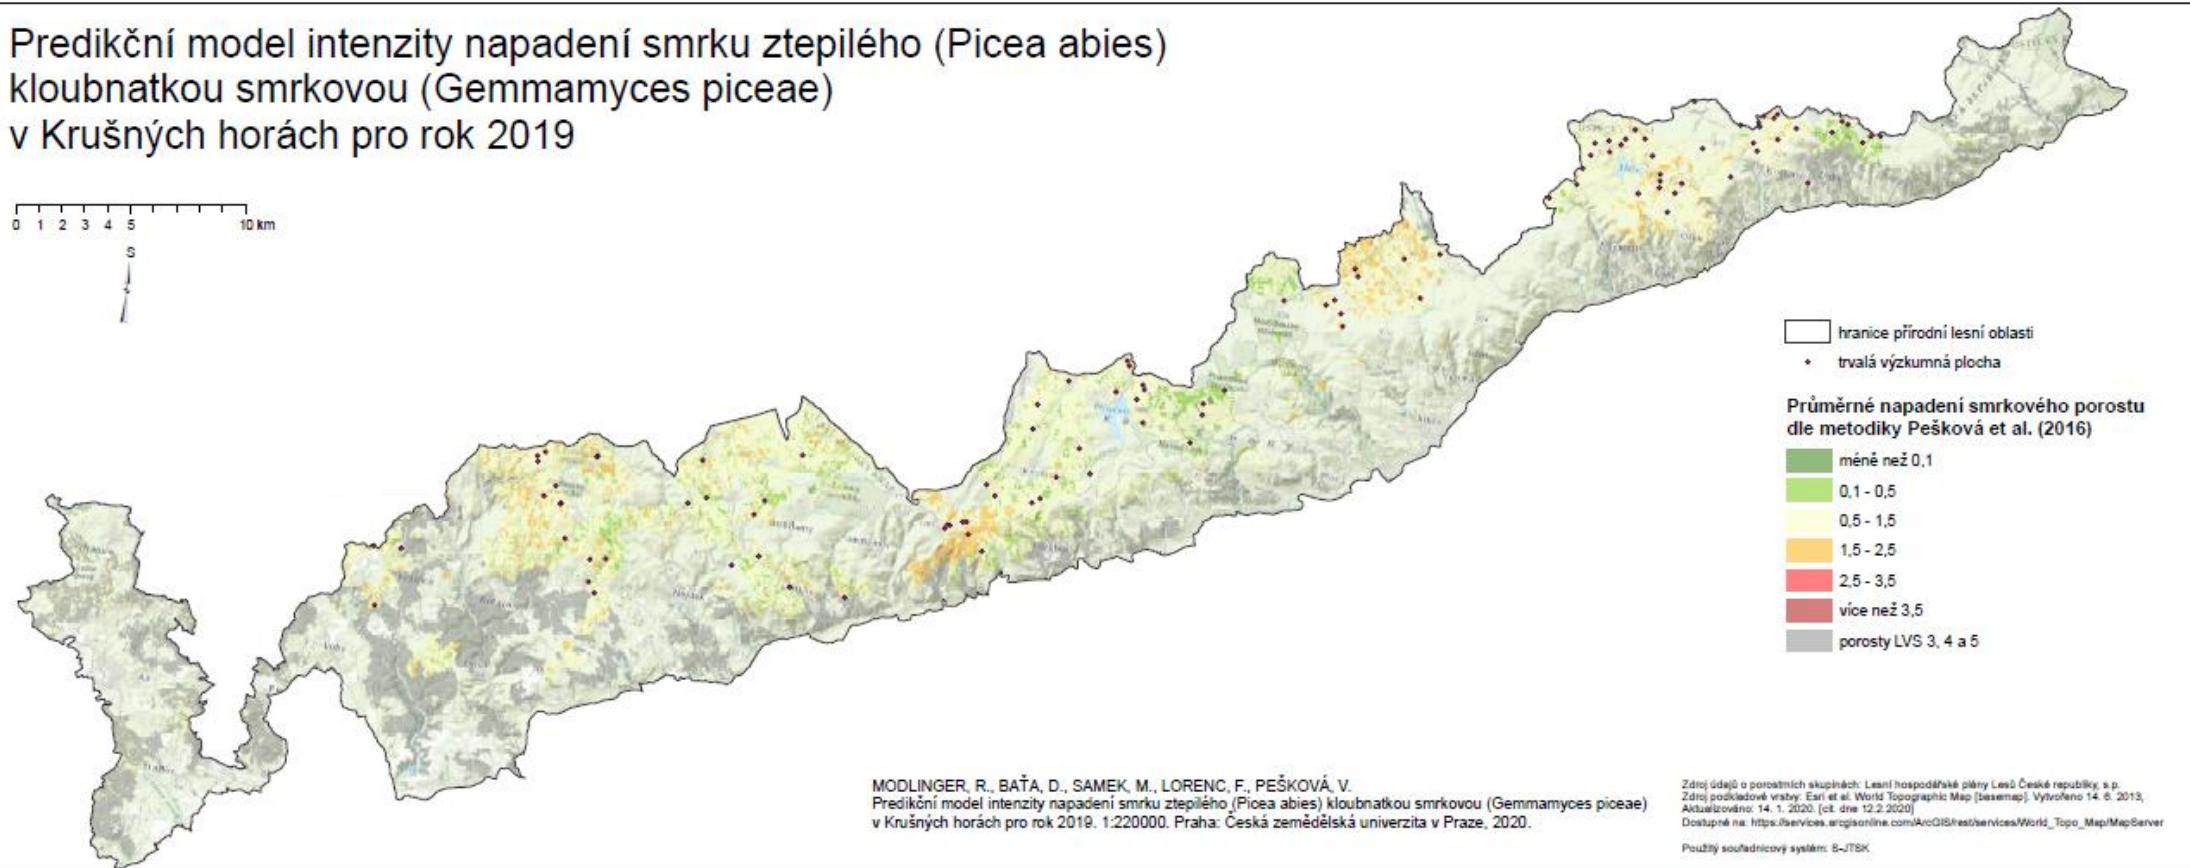 Predikční model intenzity napadení smrku ztepilého (Picea abies)
kloubnatkou smrkovou (Gemmamyces piceae)
v Krušných horách pro rok 2019
0 1 2 3 4 5 10 km
S
hranice přírodní lesní oblasti
trvalá výzkumná plocha
Průměrné napadení smrkového porostu
dle metodiky Pešková et al. (2016)
méně než 0,1
0,1 - 0,5
0,5 - 1,5
1,5 - 2,5
2,5 - 3,5
více než 3,5
porosty LVS 3, 4 a 5
MODLINGER, R., BAŤA, D., SAMEK, M., LORENC, F., PEŠKOVÁ, V.
Predikční model intenzity napadení smrku ztepilého (Picea abies) kloubnatkou smrkovou (Gemmamyces piceae)
v Krušných horách pro rok 2019. 1:220000. Praha: Česká zemědělská univerzita v Praze, 2020.
Zdroj údajů o porostních skupinách: Lesní hospodářské plány Lesů České republiky, s.p.
Zdroj podkladové vrstvy: Esri et al. World Topographic Map [basemap]. Vytvořeno 14. 6. 2013,
Aktualizováno: 14. 1. 2020. [cit. dne 12.2.2020]
Dostupné na: https://services.arcgisonline.com/ArcGIS/rest/services/World_Topo_Map/MapServer
Použitý souřadnicový systém: S-JTSK